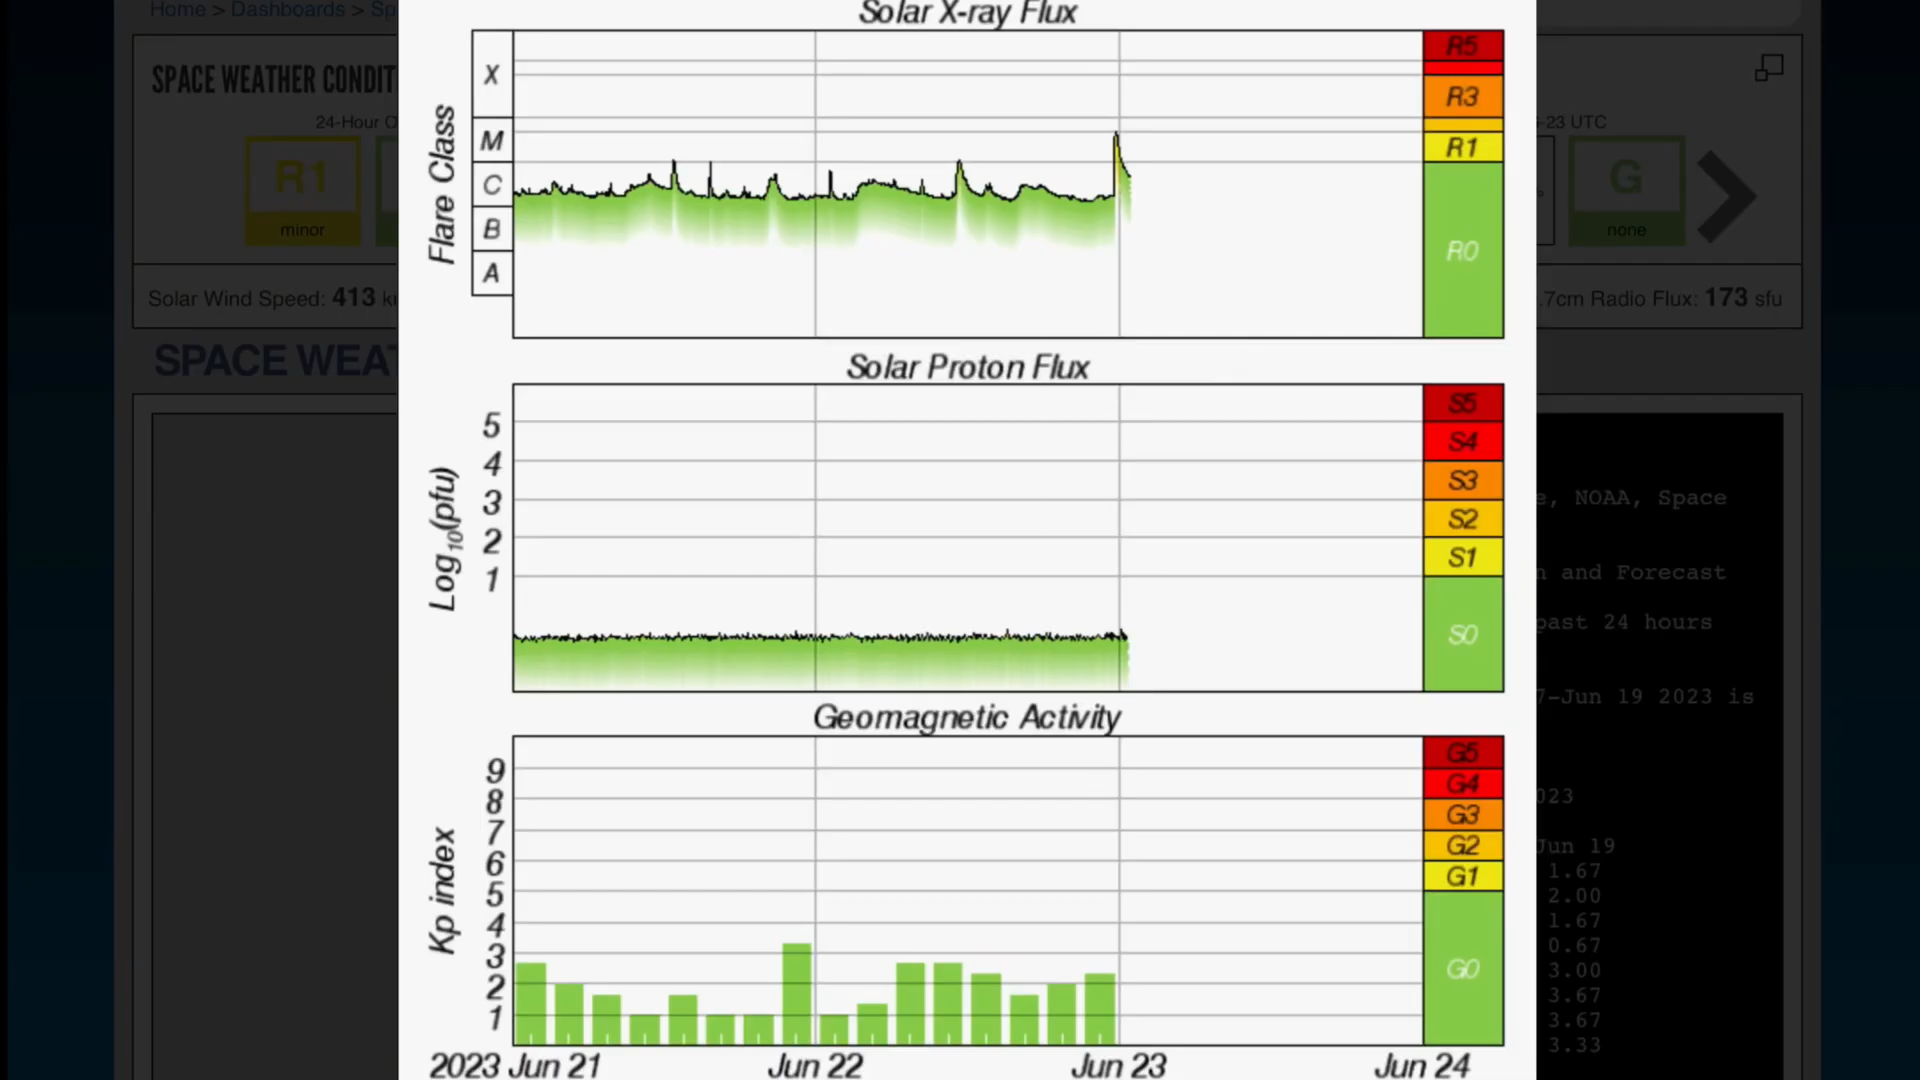 Home > Dashboards > Sp
Solar X-ray Flux
SPACE WEATHER CONDIT
24-Hour
-23 UTC
R1
minor
G
none
Solar Wind Speed: 413
.7cm Radio Flux: 173 sfu
SPACE WEA
Flare Class
X
M
C
B
A
R5
R3
R1
R0
Solar Proton Flux
Log10(pfu)
5
4
3
2
1
S5
S4
S3
S2
S1
S0
e, NOAA, Space
n and Forecast
past 24 hours
7-Jun 19 2023 is
023
Jun 19
1.67
2.00
1.67
0.67
3.00
3.67
3.67
3.33
Geomagnetic Activity
Kp index
9
8
7
6
5
4
3
2
1
G5
G4
G3
G2
G1
G0
2023 Jun 21 Jun 22 Jun 23 Jun 24